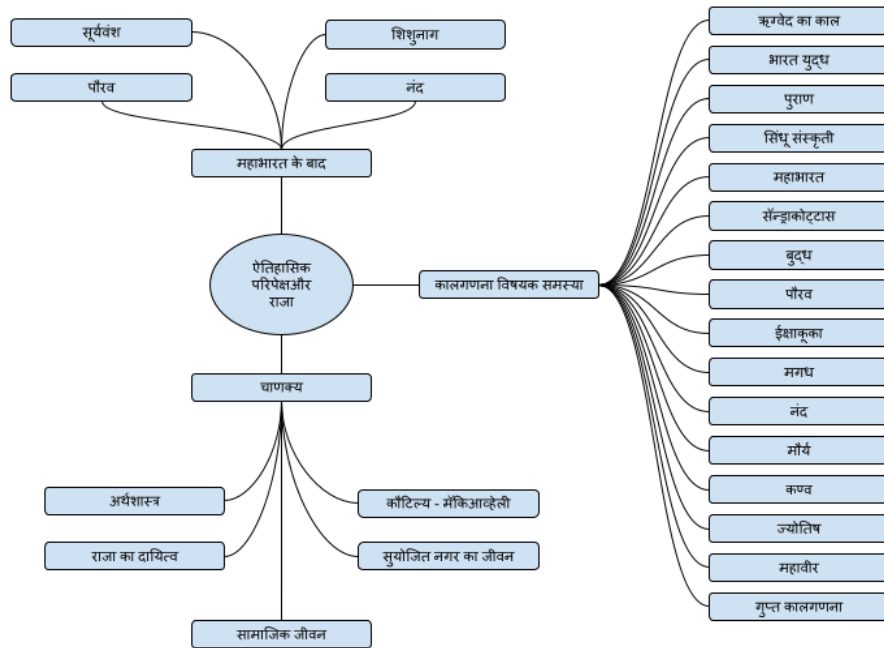 सूर्यवंश
शिशुनाग
पौरव
नंद
महाभारत के बाद
ऐतिहासिक
परिपेक्षऔर
राजा
कालगणना विषयक समस्या
चाणक्य
अर्थशास्त्र
कौटिल्य - मॅकिआव्हेली
राजा का दायित्व
सुयोजित नगर का जीवन
सामाजिक जीवन
ऋग्वेद का काल
भारत युद्ध
पुराण
सिंधू संस्कृती
महाभारत
सॅन्ड्राकोट्टास
बुद्ध
पौरव
ईक्षाकूका
मगध
नंद
मौर्य
कण्व
ज्योतिष
महावीर
गुप्त कालगणना